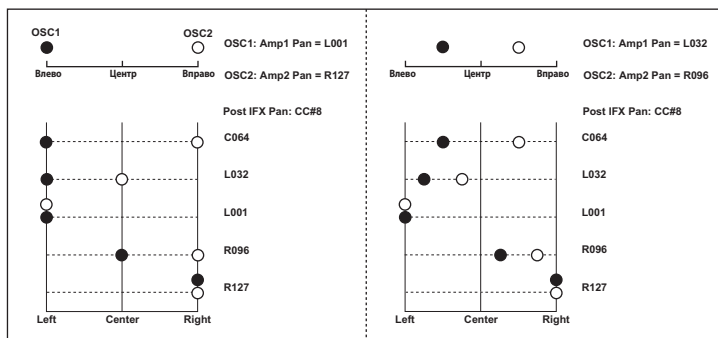 OSC1 OSC2
OSC1: Amp1 Pan = L001
Влево Центр Вправо
OSC2: Amp2 Pan = R127
Post IFX Pan: CC#8
C064
L032
L001
R096
R127
Left Center Right
OSC1: Amp1 Pan = L032
Влево Центр Вправо
OSC2: Amp2 Pan = R096
Post IFX Pan: CC#8
C064
L032
L001
R096
R127
Left Center Right